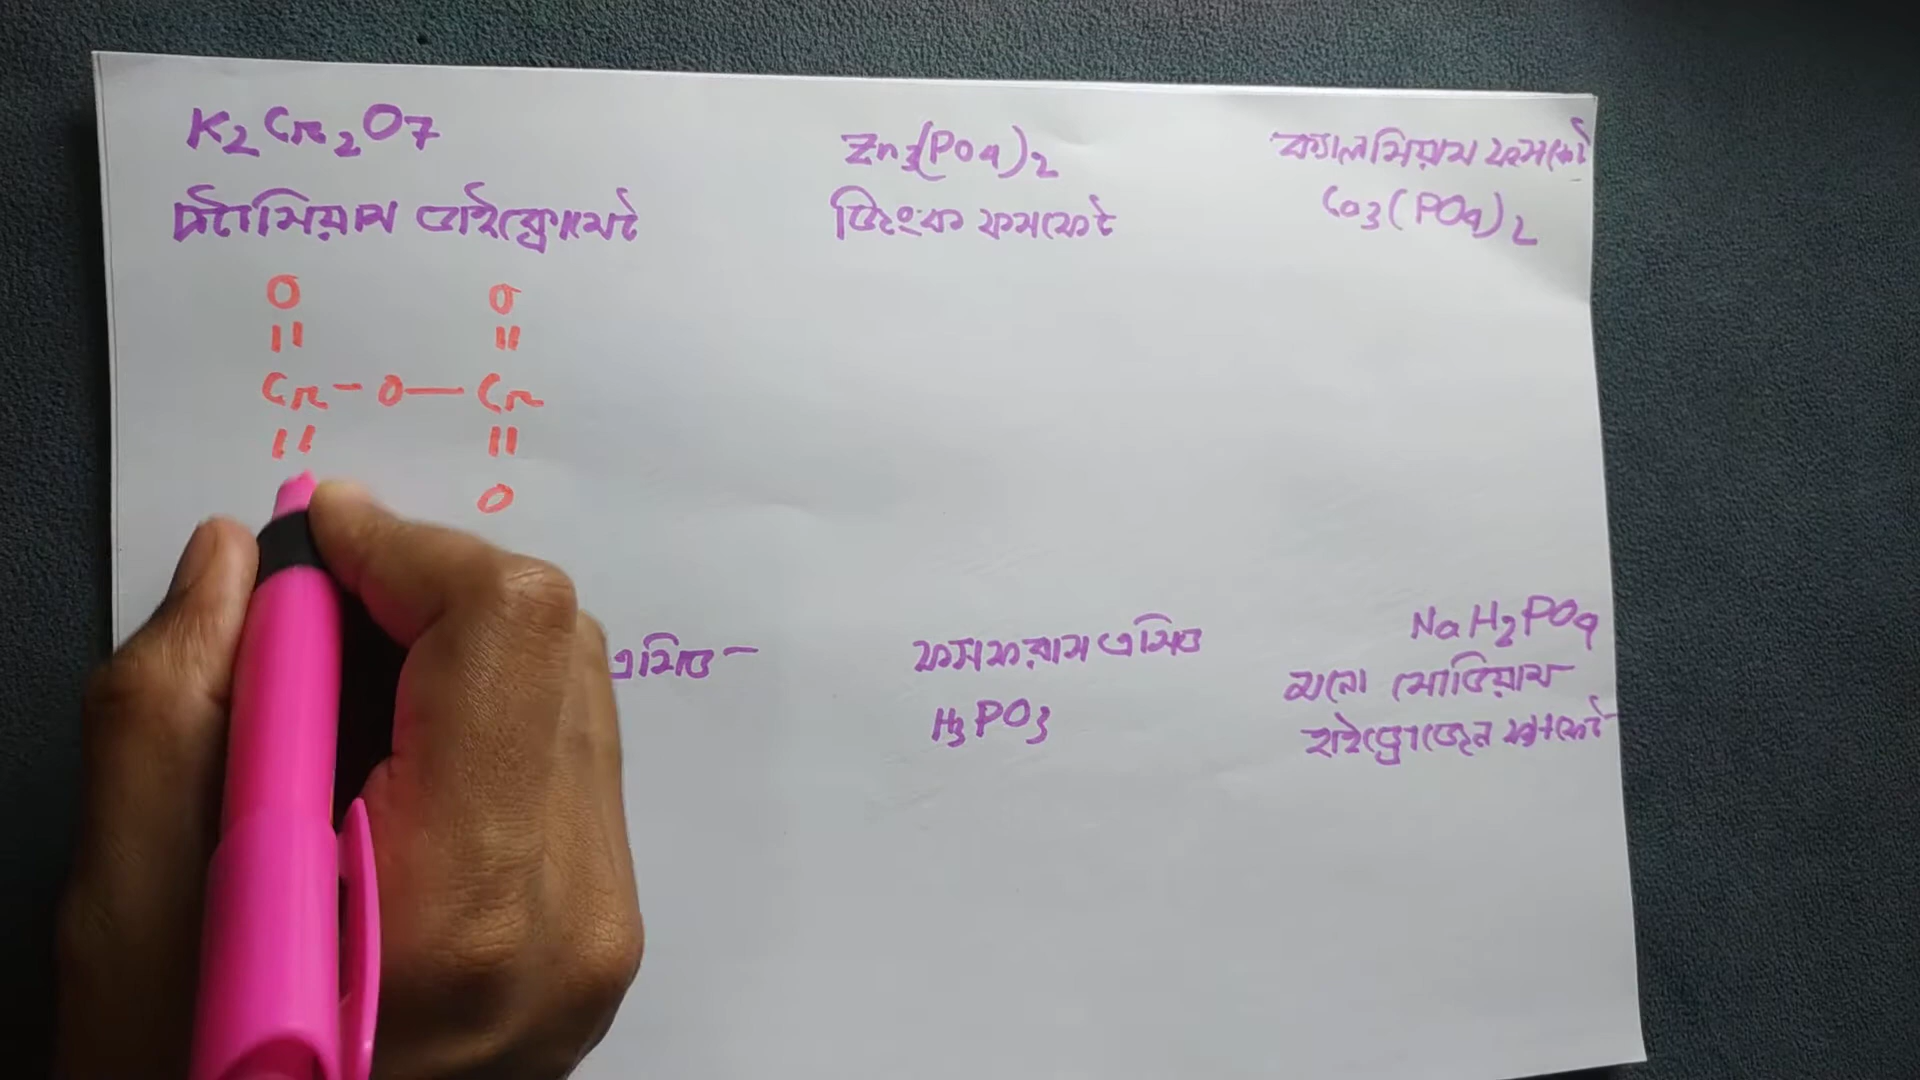 K2Cr2O7
পটাসিয়াম ডাইক্রোমেট
O O
|| ||
Cr - O — Cr
|| ||
O
Zn3(PO4)2
জিংক ফসফেট
ক্যালসিয়াম ফসফেট
Ca3(PO4)2
এসিড -
ফসফরাস এসিড
H3PO3
NaH2PO4
মনো সোডিয়াম
হাইড্রোজেন ফসফেট